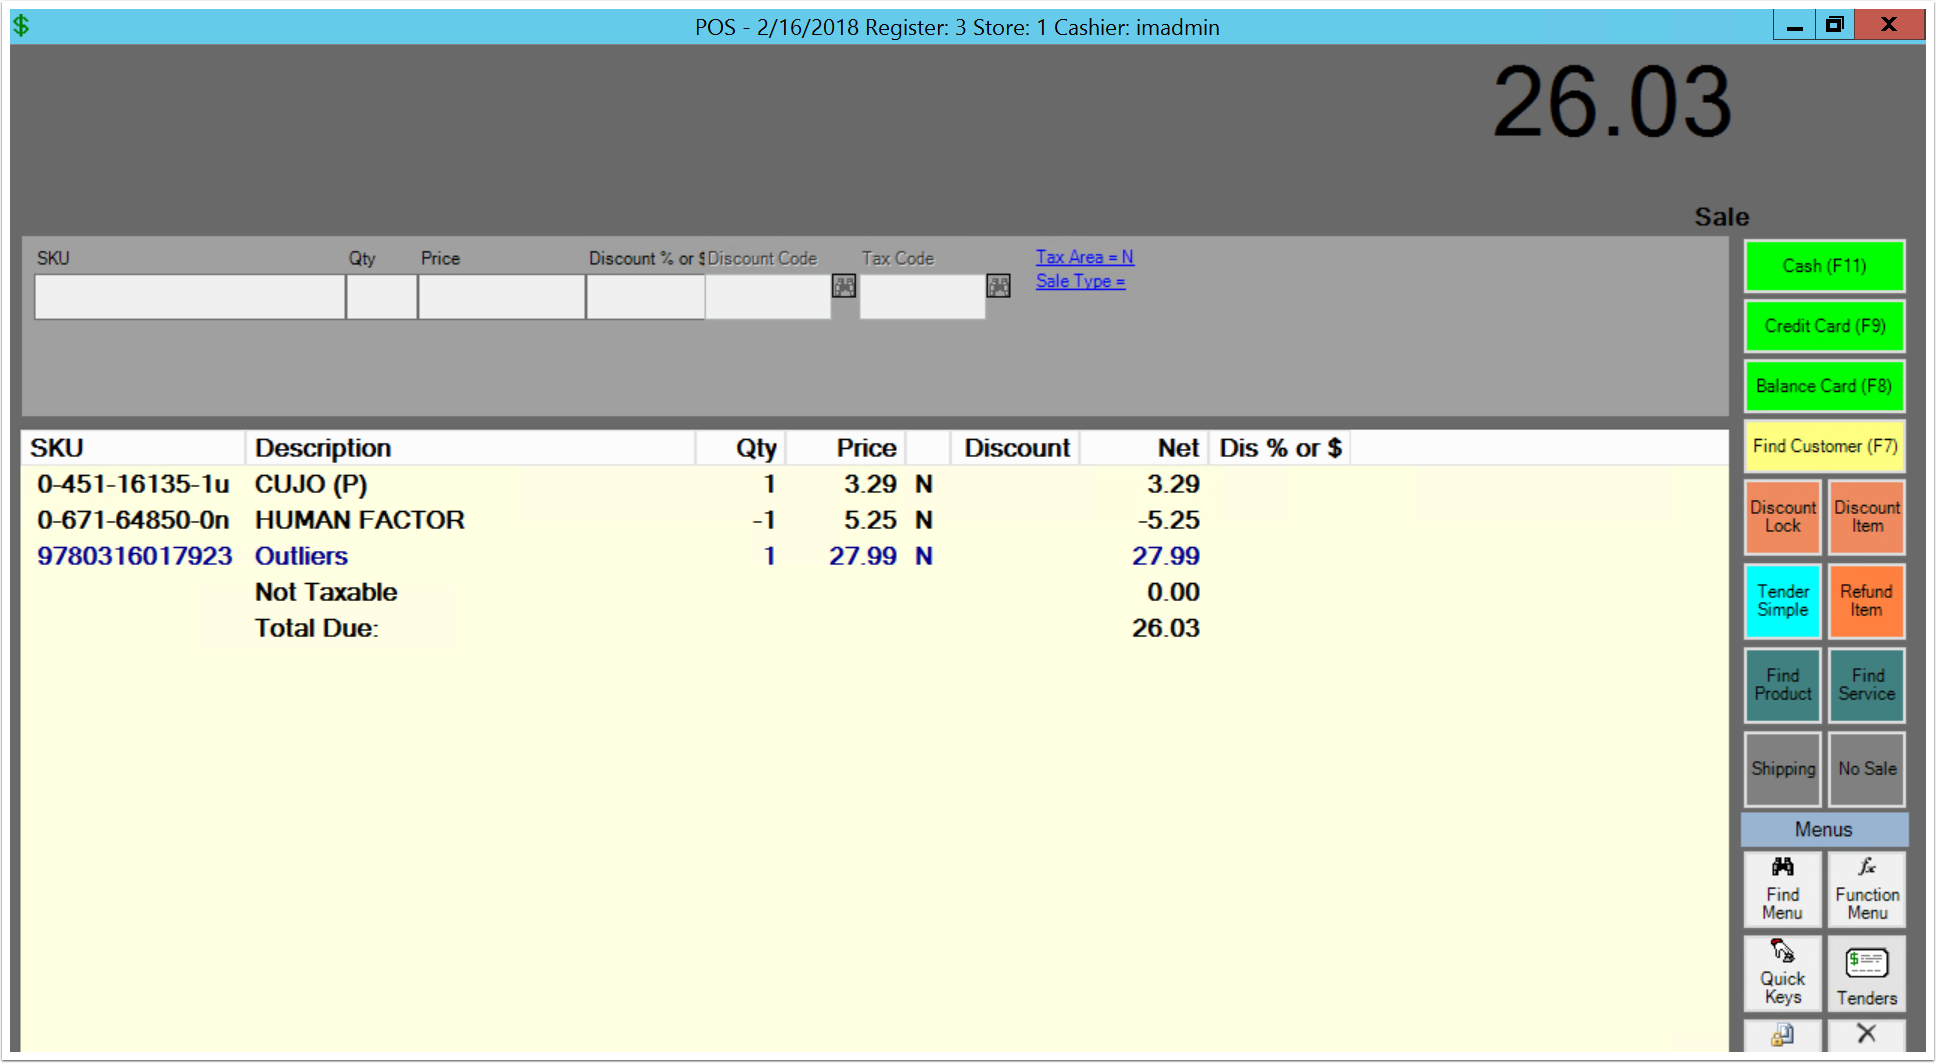 $ POS - 2/16/2018 Register: 3 Store: 1 Cashier: imadmin
26.03
Sale
SKU Qty Price Discount % or $ Discount Code Tax Code Tax Area = N
Sale Type =
Cash (F11)
Credit Card (F9)
Balance Card (F8)
Find Customer (F7)
Discount Lock
Discount Item
Tender Simple
Refund Item
Find Product
Find Service
Shipping
No Sale
Menus
Find Menu
Function Menu
Quick Keys
Tenders
SKU Description Qty Price Discount Net Dis % or $
0-451-16135-1u CUJO (P) 1 3.29 N 3.29
0-671-64850-0n HUMAN FACTOR -1 5.25 N -5.25
9780316017923 Outliers 1 27.99 N 27.99
Not Taxable 0.00
Total Due: 26.03